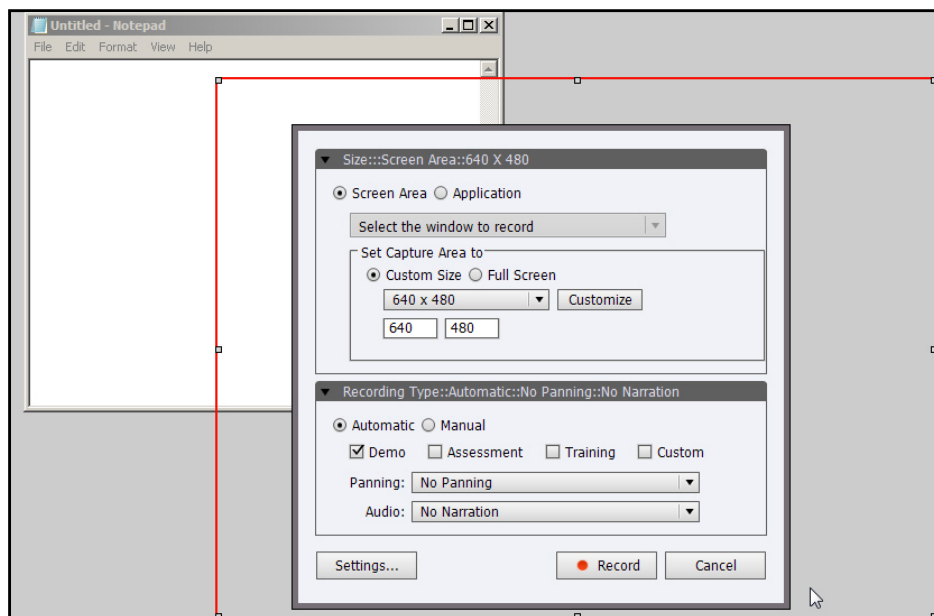 Untitled - Notepad
File Edit Format View Help
Size:::Screen Area::640 X 480
Screen Area Application
Select the window to record
Set Capture Area to
Custom Size Full Screen
640 x 480 Customize
640 480
Recording Type::Automatic::No Panning::No Narration
Automatic Manual
Demo Assessment Training Custom
Panning: No Panning
Audio: No Narration
Settings... Record Cancel